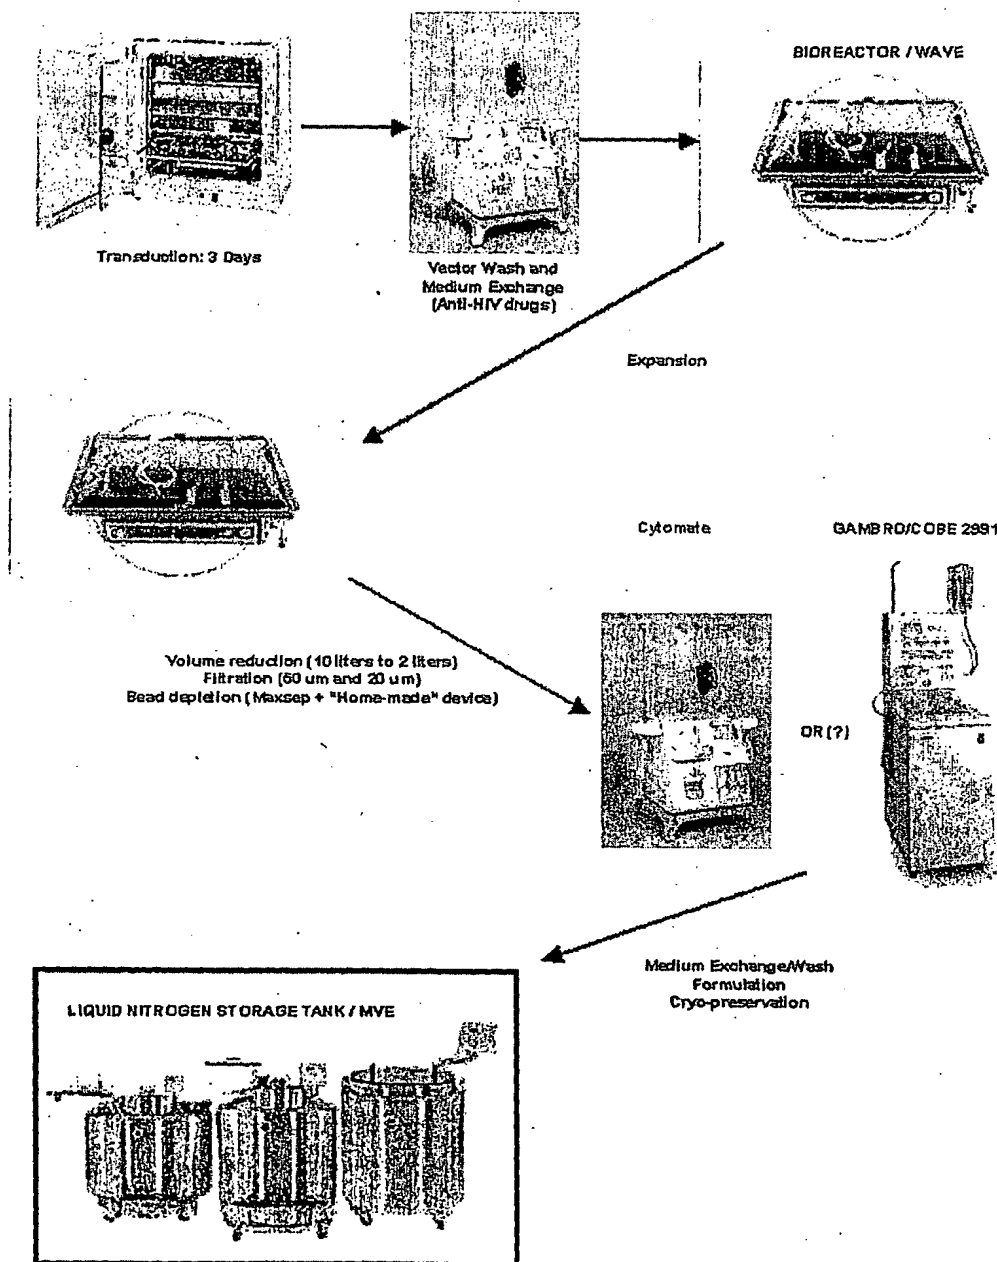 BIOREACTOR / WAVE
Transduction: 3 Days
Vector Wash and
Medium Exchange
(Anti-HIV drugs)
Expansion
Cytomate
GAMBRO/COBE 2991
Volume reduction (10 liters to 2 liters)
Filtration (60 um and 20 um)
Bead depletion (Maxsep + "Home-made" device)
OR (?)
Medium Exchange/Wash
Formulation
Cryo-preservation
LIQUID NITROGEN STORAGE TANK / MVE